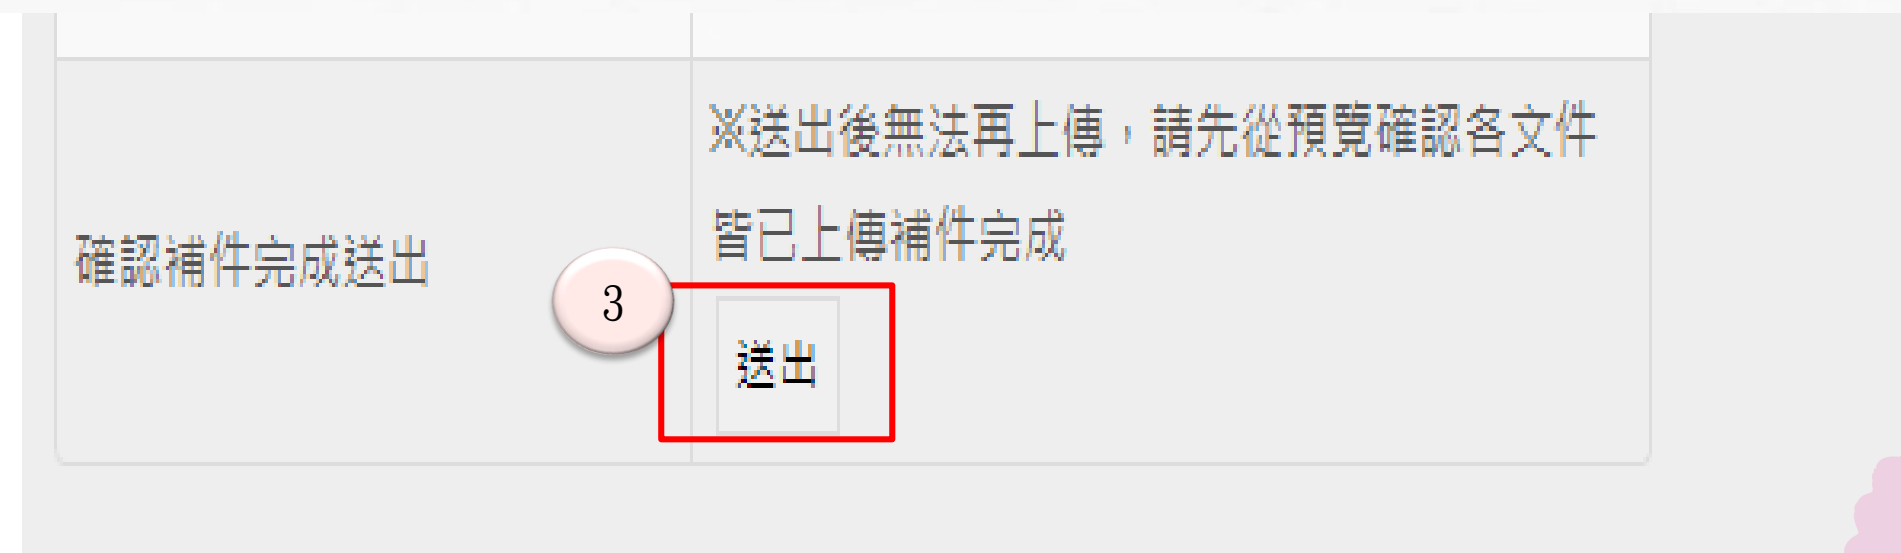 ※送出後無法再上傳，請先從預覽確認各文件
皆已上傳補件完成
確認補件完成送出
3
送出